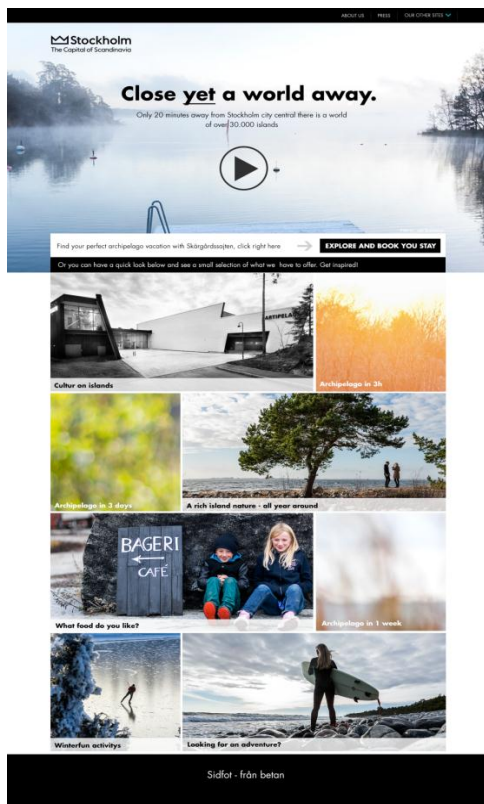 ABOUT US
PRESS
OUR OTHER SITES
Stockholm
The Capital of Scandinavia
Close yet a world away.
Only 20 minutes away from Stockholm city central there is a world
of over 30.000 islands
Find your perfect archipelago vacation with Skärgårdssajten, click right here
EXPLORE AND BOOK YOU STAY
Or you can have a quick look below and see a small selection of what we have to offer. Get inspired!
ARTIPELAG
Cultur on islands
Archipelago in 3h
Archipelago in 3 days
A rich island nature - all year around
BAGERI
CAFÉ
What food do you like?
Archipelago in 1 week
Winterfun activitys
Looking for an adventure?
Sidfot - från betan